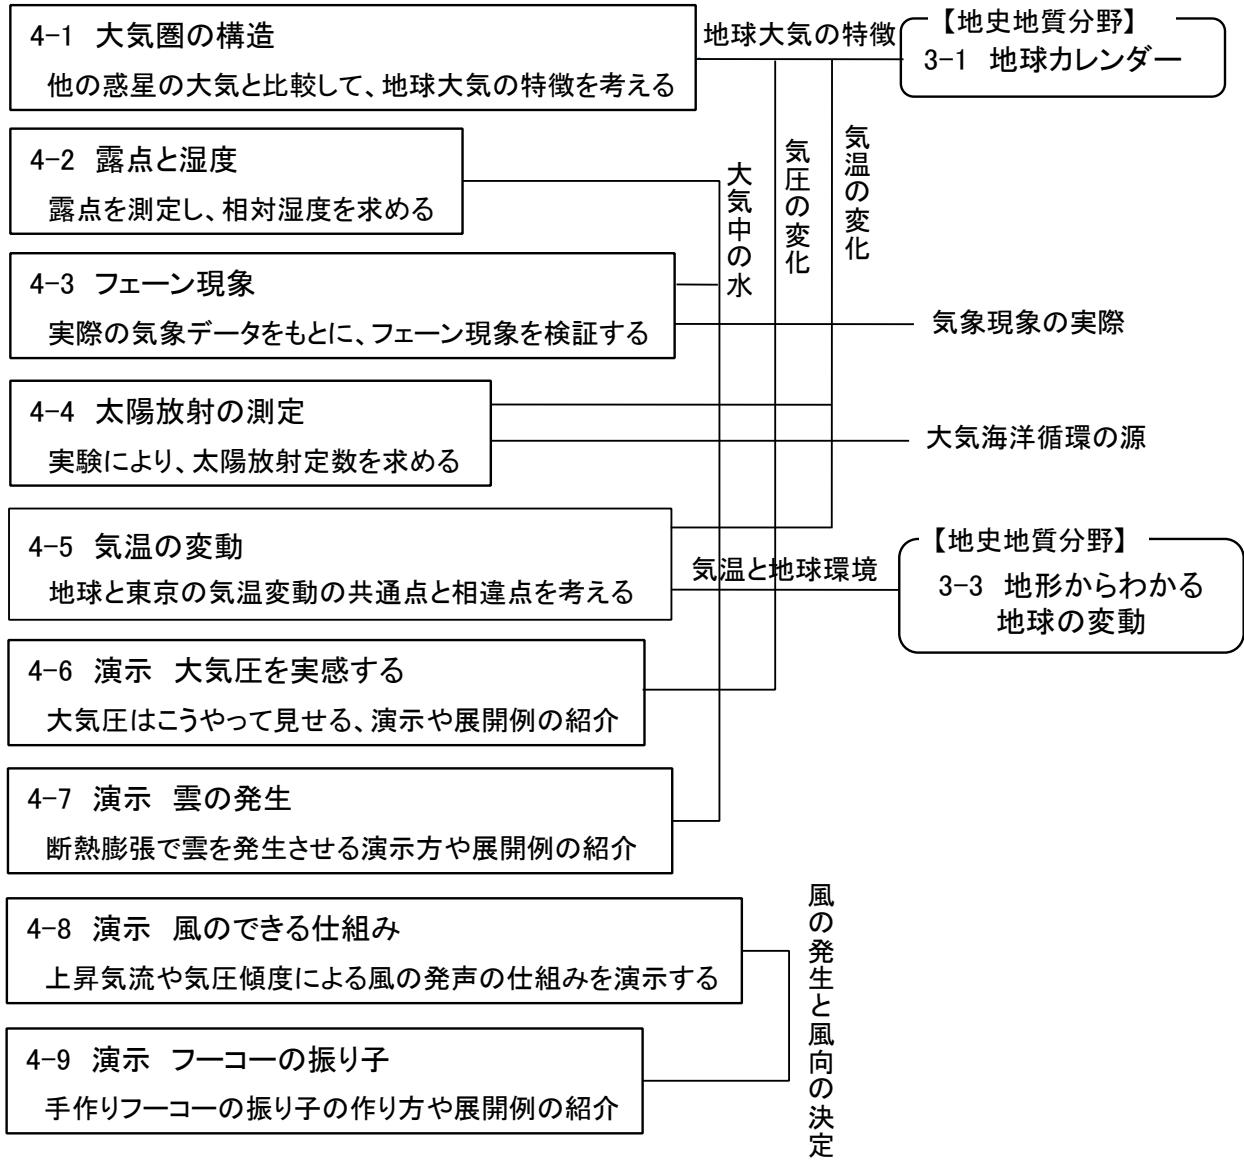 4-1 大気圏の構造
他の惑星の大気と比較して、地球大気の特徴を考える
地球大気の特徴
【地史地質分野】
3-1 地球カレンダー
4-2 露点と湿度
露点を測定し、相対湿度を求める
大気中の水
気圧の変化
気温の変化
4-3 フェーン現象
実際の気象データをもとに、フェーン現象を検証する
気象現象の実際
4-4 太陽放射の測定
実験により、太陽放射定数を求める
大気海洋循環の源
4-5 気温の変動
地球と東京の気温変動の共通点と相違点を考える
気温と地球環境
【地史地質分野】
3-3 地形からわかる
地球の変動
4-6 演示 大気圧を実感する
大気圧はこうやって見せる、演示や展開例の紹介
4-7 演示 雲の発生
断熱膨張で雲を発生させる演示方や展開例の紹介
4-8 演示 風のできる仕組み
上昇気流や気圧傾度による風の発声の仕組みを演示する
風の発生と風向の決定
4-9 演示 フーコーの振り子
手作りフーコーの振り子の作り方や展開例の紹介